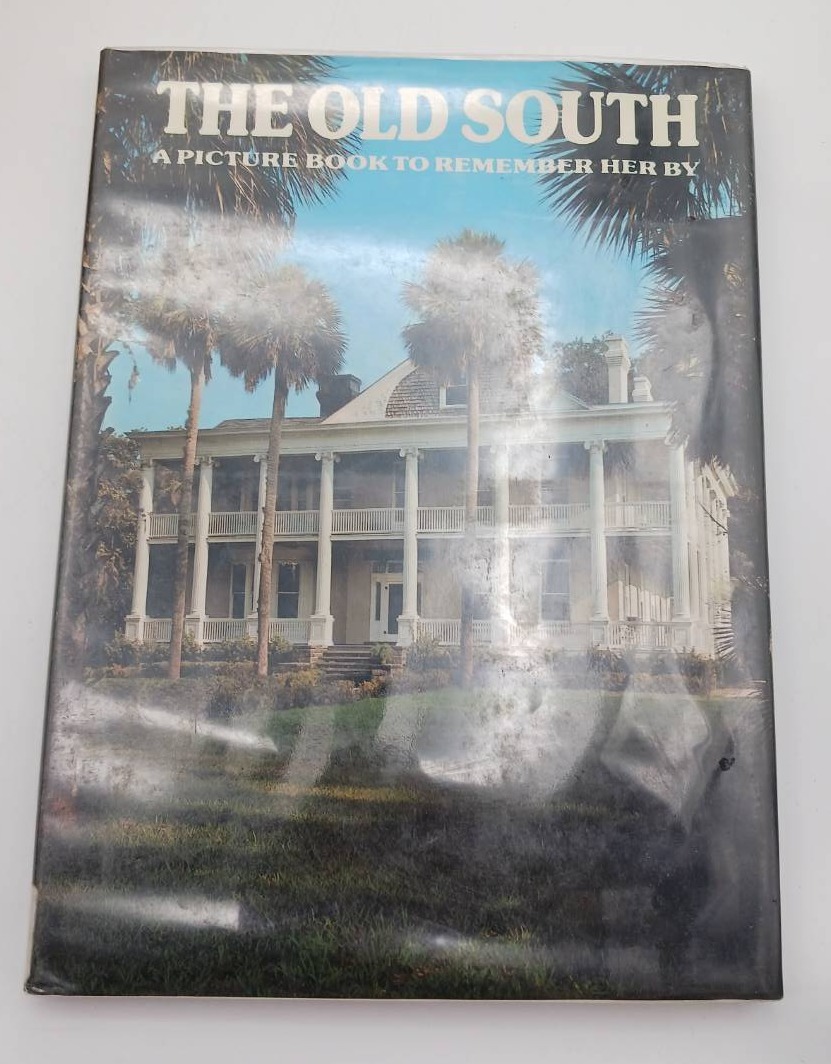 THE OLD SOUTH
A PICTURE BOOK TO REMEMBER HER BY